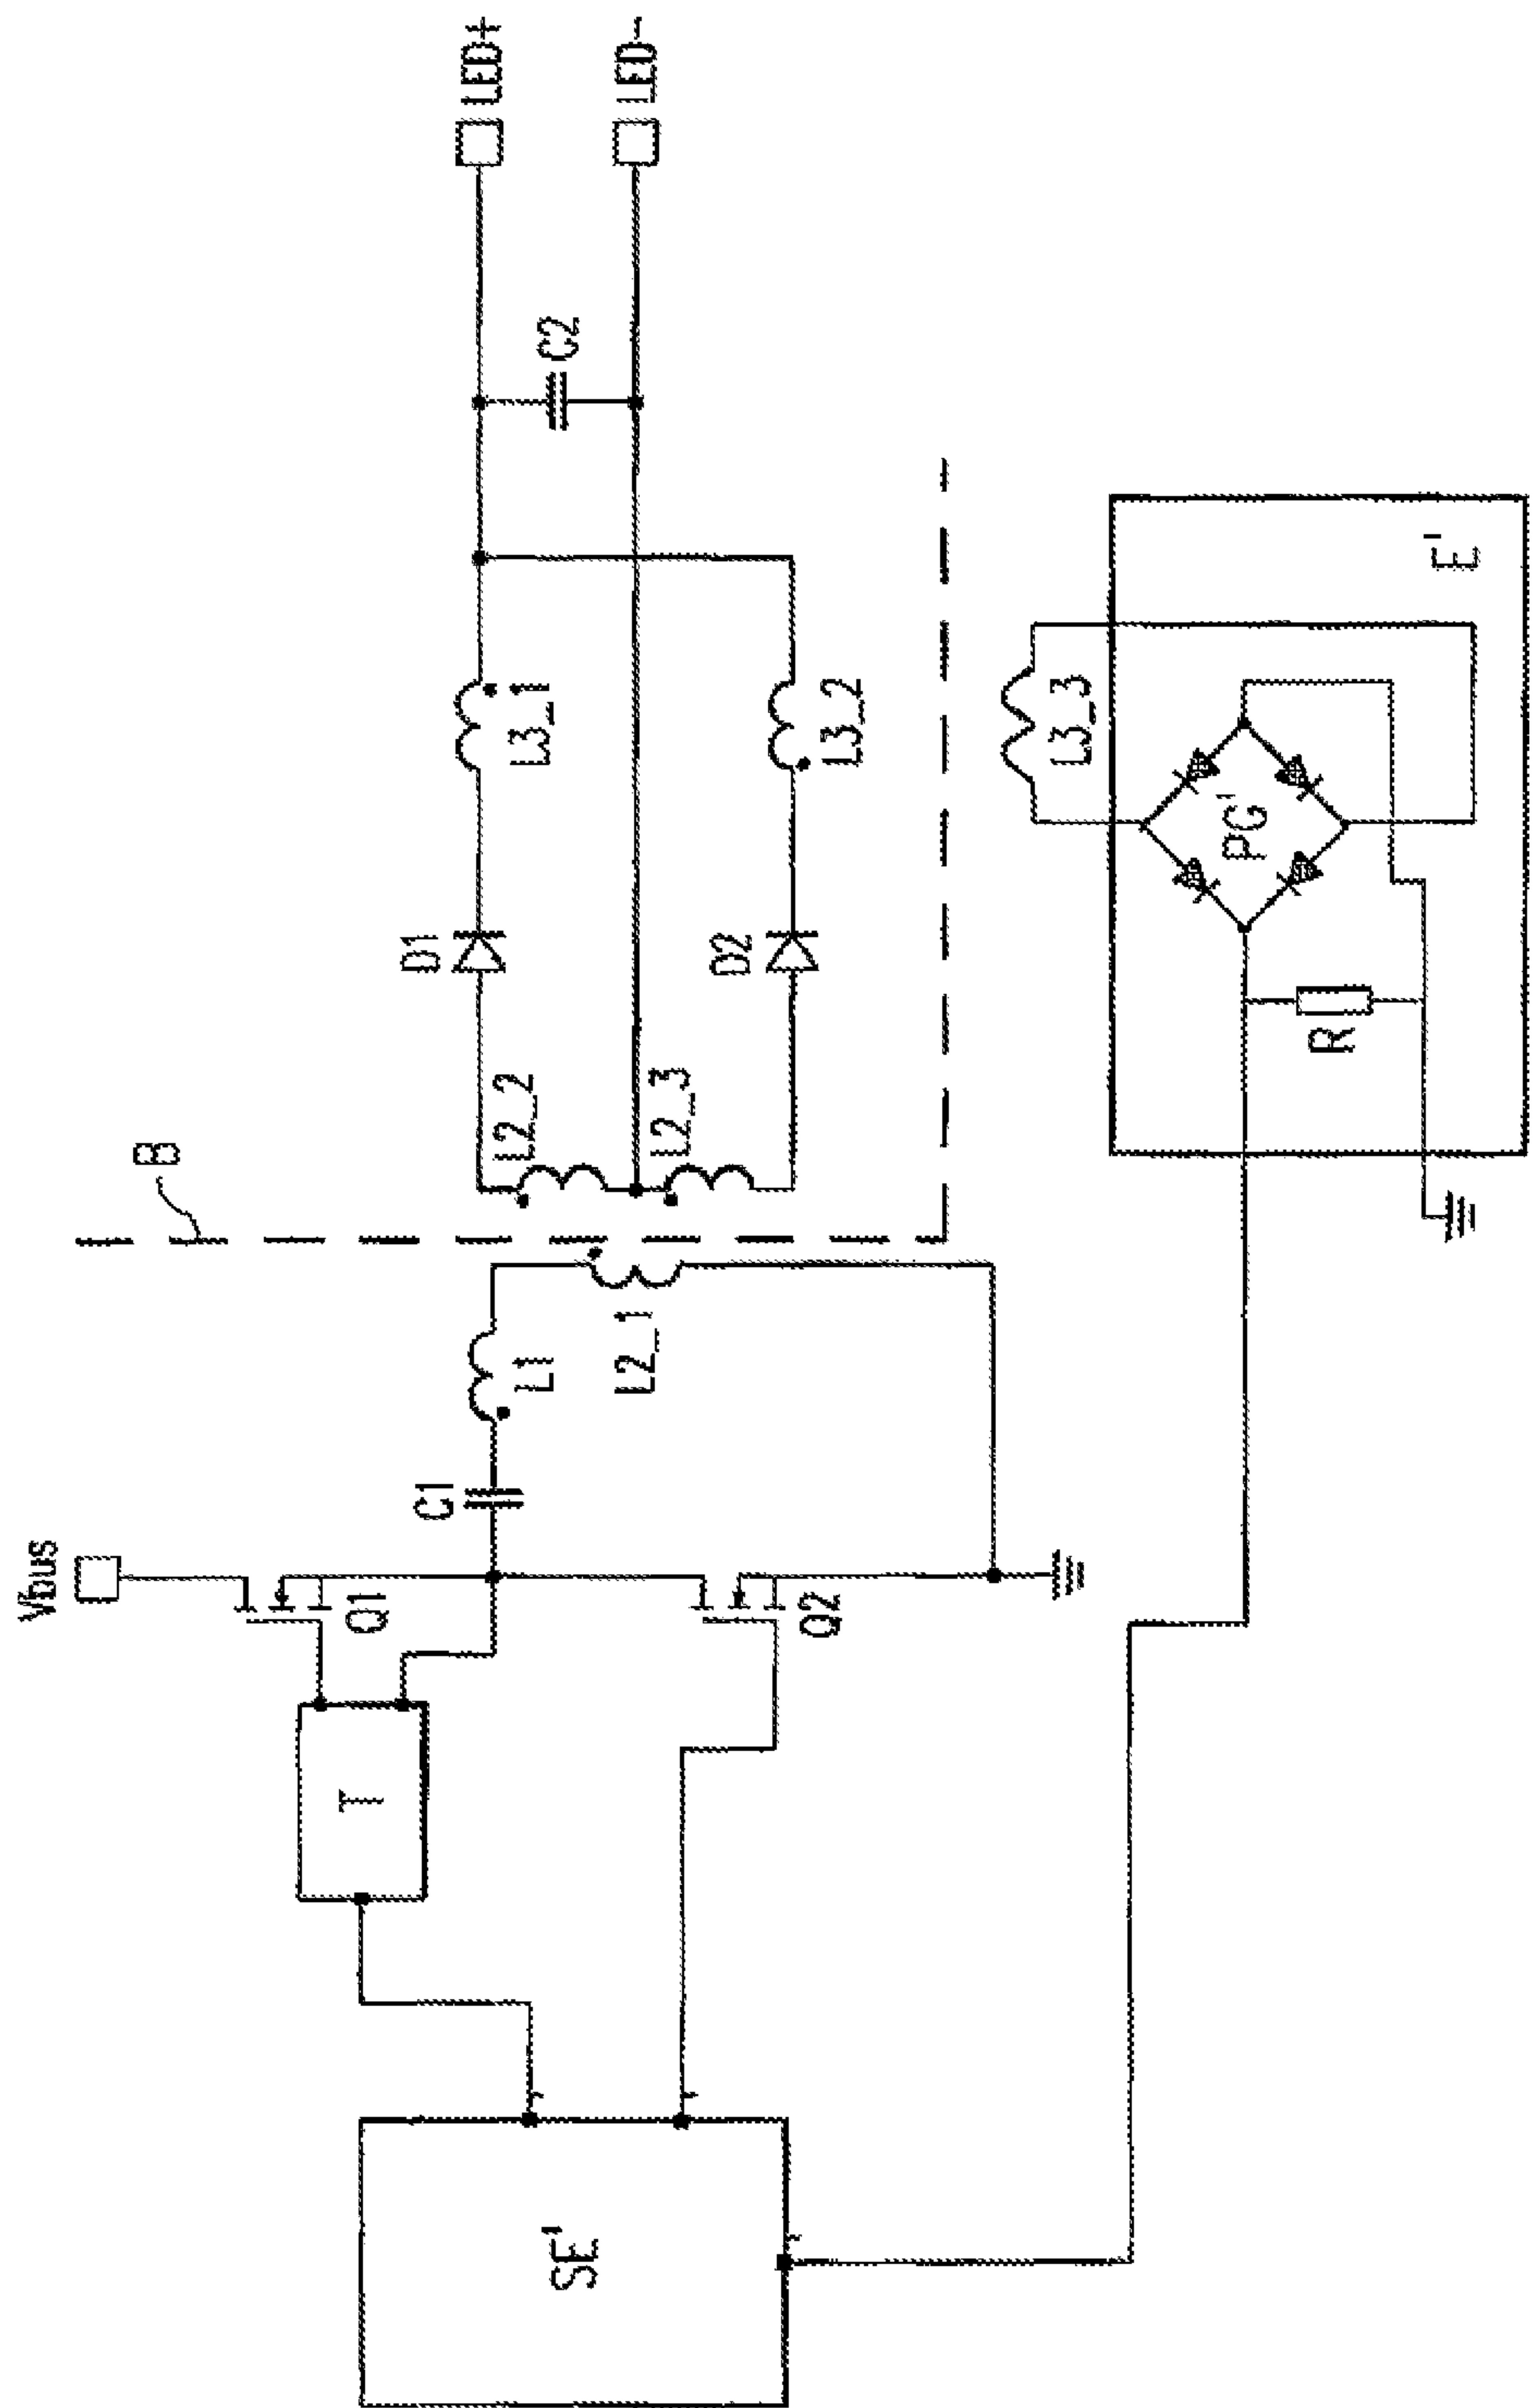 Vbus
B
LED+
LED-
T
Q1
C1
L1
L2_1
L2_2
L2_3
D1
D2
L3_1
L3_2
C2
Q2
SE'
L3_3
PG'
R
E'